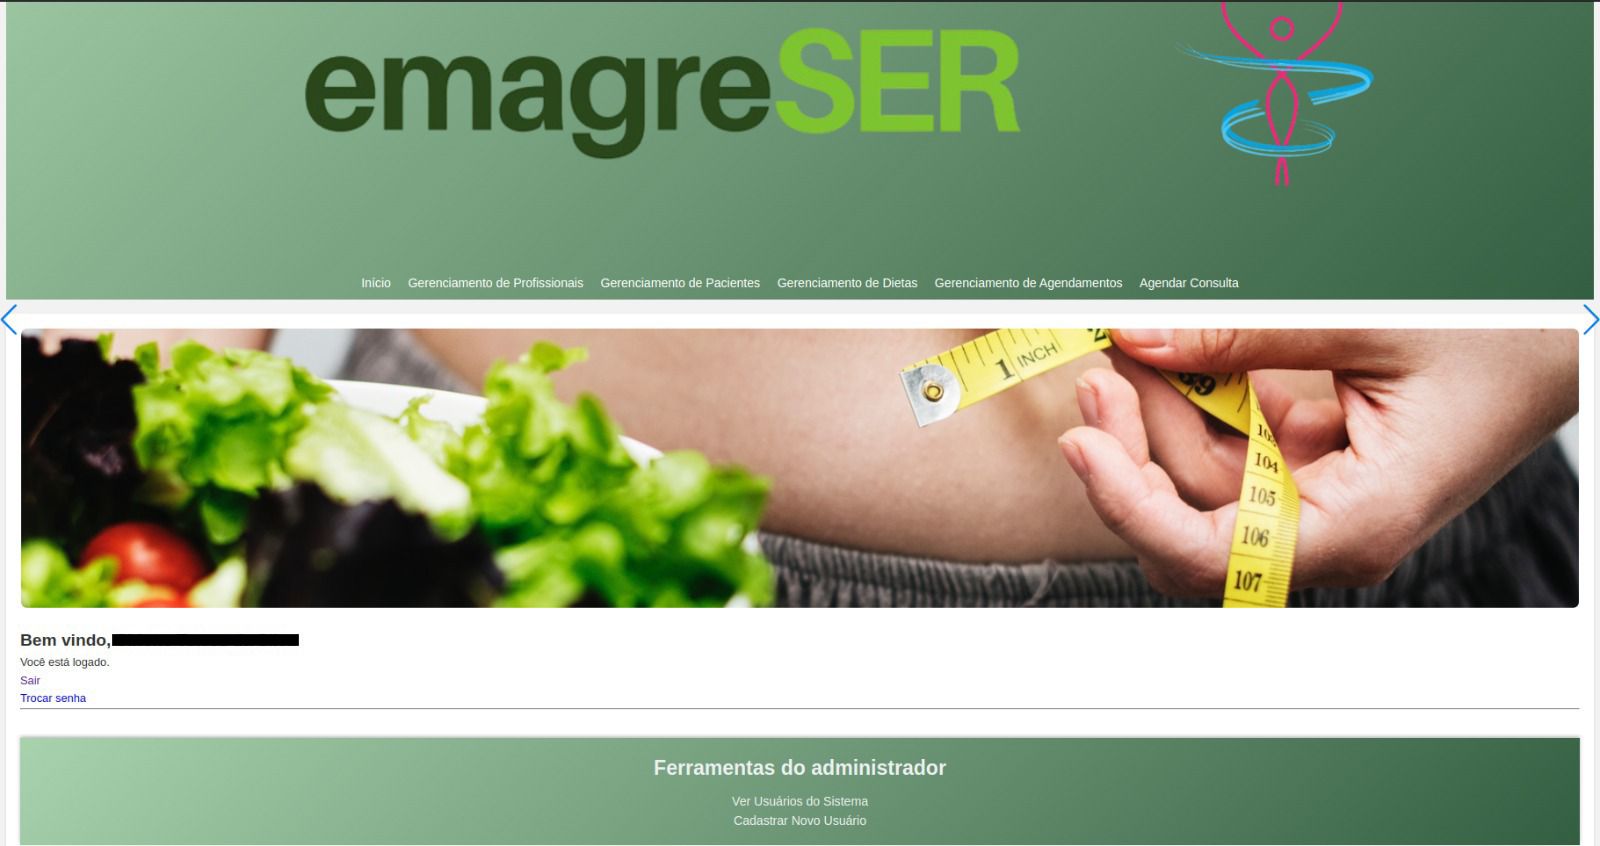 emagreSER
Início Gerenciamento de Profissionais Gerenciamento de Pacientes Gerenciamento de Dietas Gerenciamento de Agendamentos Agendar Consulta
1 INCH 2
99
103
104
105
106
107
Bem vindo,
Você está logado.
Sair
Trocar senha
Ferramentas do administrador
Ver Usuários do Sistema
Cadastrar Novo Usuário